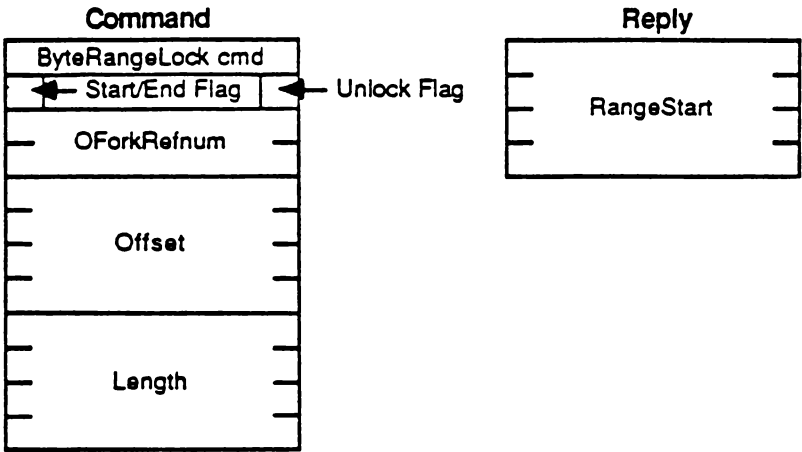 Command
ByteRangeLock cmd
Start/End Flag
Unlock Flag
OForkRefnum
Offset
Length
Reply
RangeStart